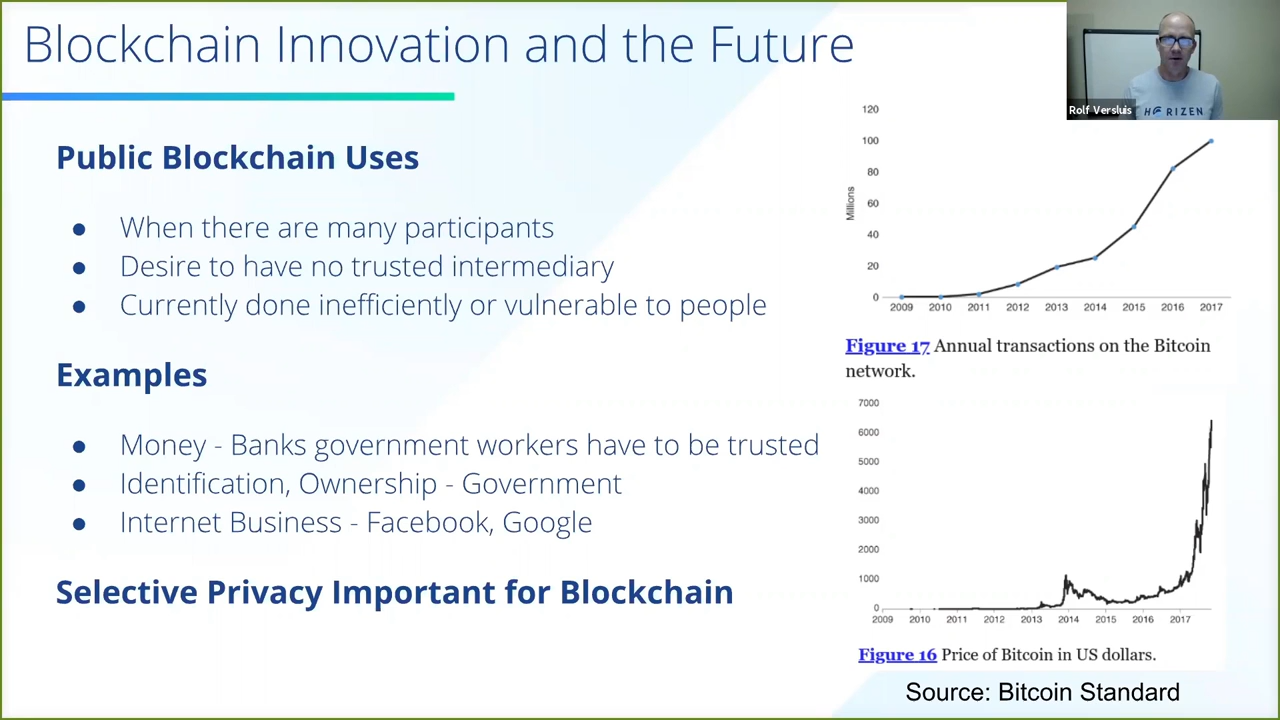 Blockchain Innovation and the Future
Rolf Versluis
HORIZEN
Public Blockchain Uses
● When there are many participants
● Desire to have no trusted intermediary
● Currently done inefficiently or vulnerable to people
Examples
● Money - Banks government workers have to be trusted
● Identification, Ownership - Government
● Internet Business - Facebook, Google
Selective Privacy Important for Blockchain
120
100
80
60
40
20
0
Millions
2009 2010 2011 2012 2013 2014 2015 2016 2017
Figure 17 Annual transactions on the Bitcoin
network.
7000
6000
5000
4000
3000
2000
1000
0
2009 2010 2011 2012 2013 2014 2015 2016 2017
Figure 16 Price of Bitcoin in US dollars.
Source: Bitcoin Standard